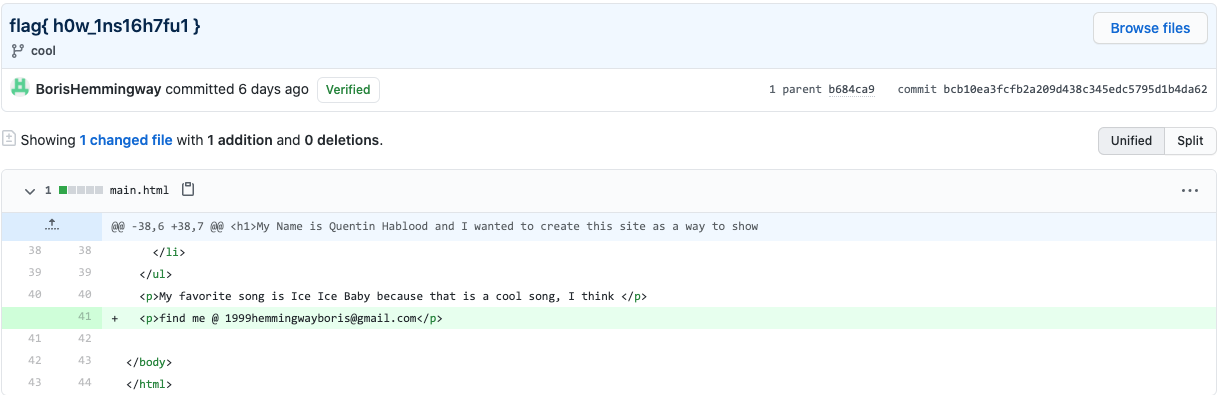 flag{ h0w_1ns16h7fu1 }
Browse files
cool
BorisHemmingway committed 6 days ago Verified 1 parent b684ca9 commit bcb10ea3fcfb2a209d438c345edc5795d1b4da62
Showing 1 changed file with 1 addition and 0 deletions. Unified Split
1 main.html
@@ -38,6 +38,7 @@ <h1>My Name is Quentin Hablood and I wanted to create this site as a way to show
38 38 </li>
39 39 </ul>
40 40 <p>My favorite song is Ice Ice Baby because that is a cool song, I think </p>
41 + <p>find me @ 1999hemmingwayboris@gmail.com</p>
41 42
42 43 </body>
43 44 </html>